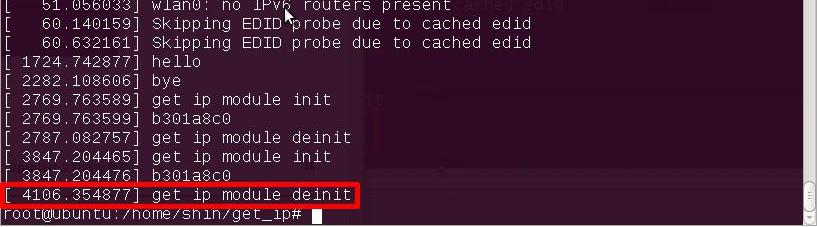 [ 51.056033] wlan0: no IPv6 routers present
[ 60.140159] Skipping EDID probe due to cached edid
[ 60.632161] Skipping EDID probe due to cached edid
[ 1724.742877] hello
[ 2282.108606] bye
[ 2769.763589] get ip module init
[ 2769.763599] b301a8c0
[ 2787.082757] get ip module deinit
[ 3847.204465] get ip module init
[ 3847.204476] b301a8c0
[ 4106.354877] get ip module deinit
root@ubuntu:/home/shin/get_ip#